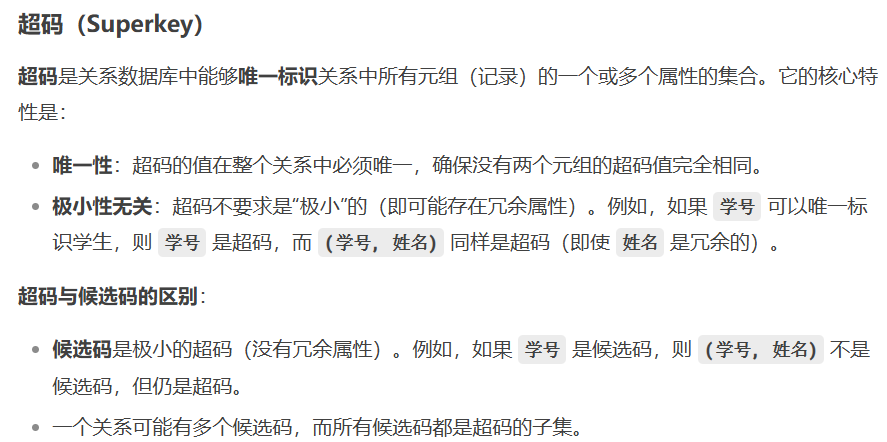 超码（Superkey）
超码是关系数据库中能够唯一标识关系中所有元组（记录）的一个或多个属性的集合。它的核心特
性是：
唯一性：超码的值在整个关系中必须唯一，确保没有两个元组的超码值完全相同。
极小性无关：超码不要求是“极小”的（即可能存在冗余属性）。例如，如果 学号 可以唯一标
识学生，则 学号 是超码，而 （学号, 姓名） 同样是超码（即使 姓名 是冗余的）。
超码与候选码的区别：
候选码是极小的超码（没有冗余属性）。例如，如果 学号 是候选码，则 （学号, 姓名） 不是
候选码，但仍是超码。
一个关系可能有多个候选码，而所有候选码都是超码的子集。